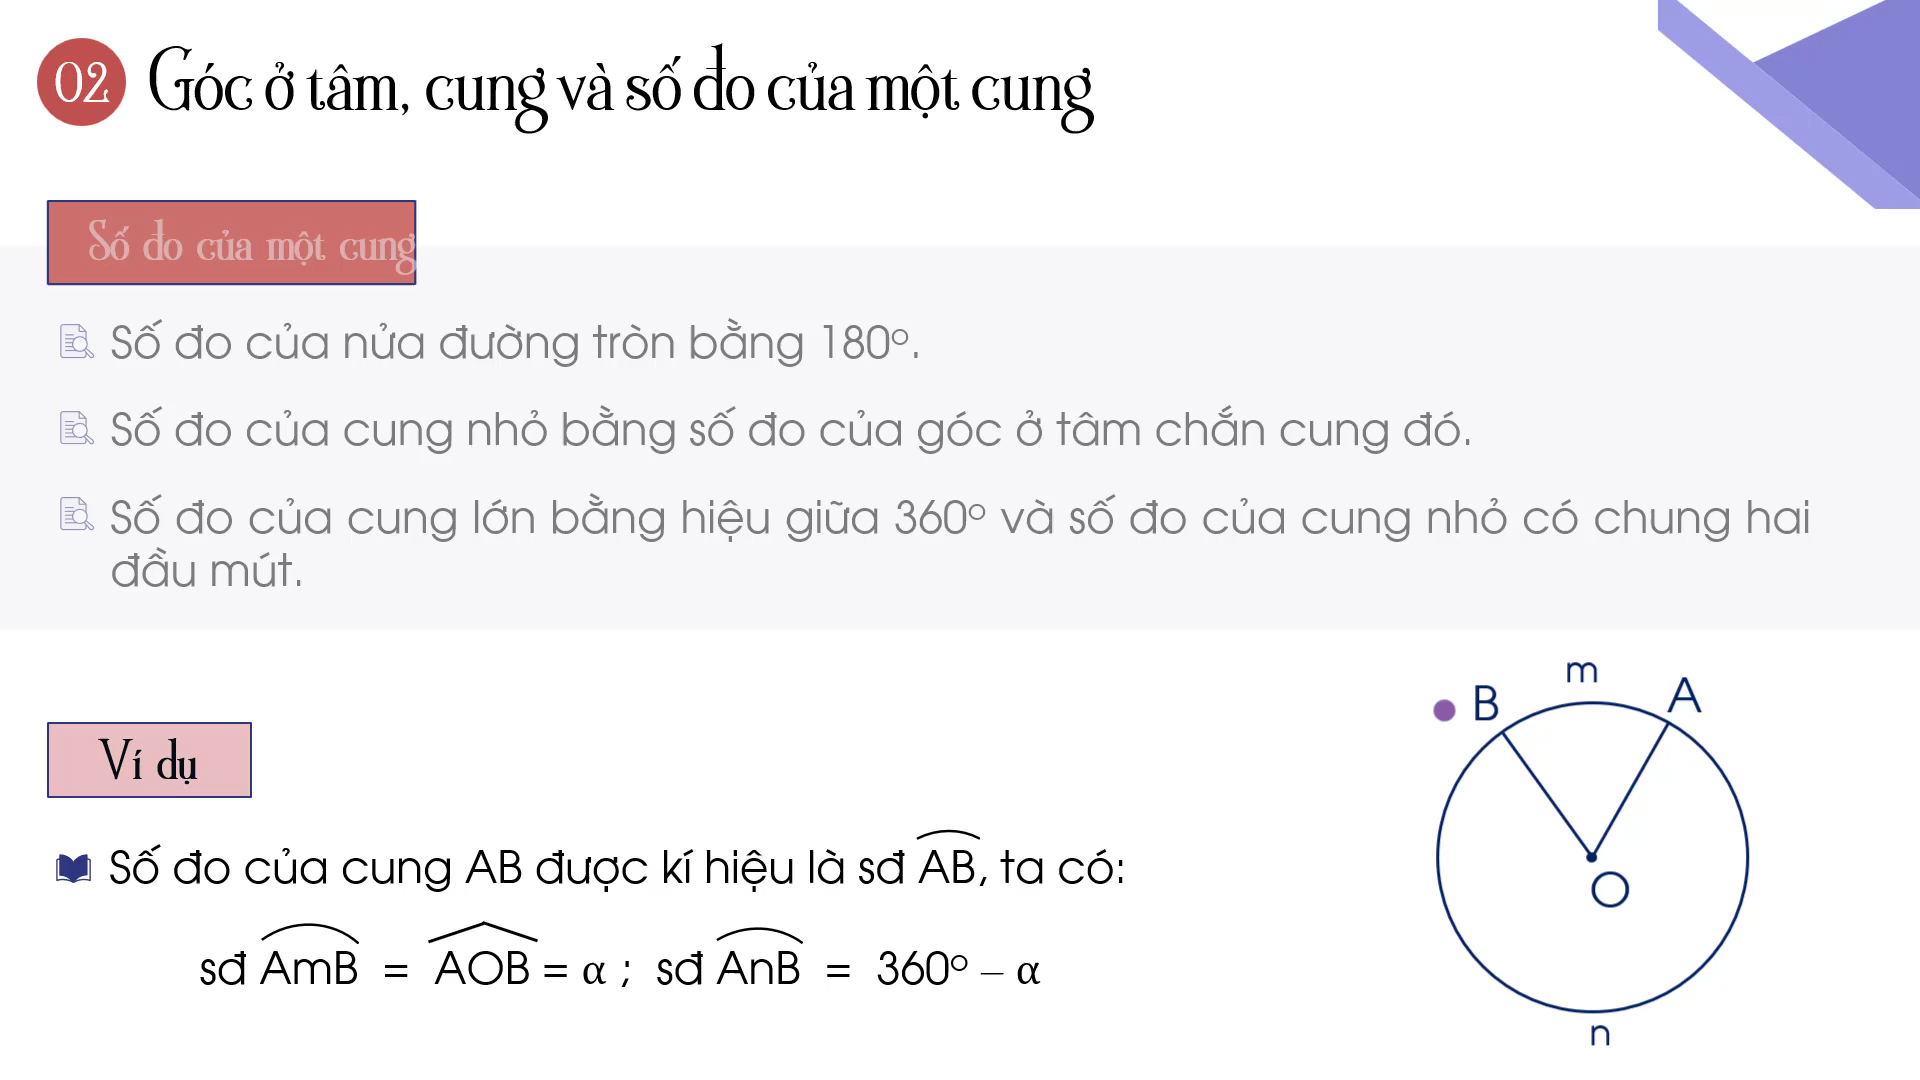 02 Góc ở tâm, cung và số đo của một cung
Số đo của một cung
Số đo của nửa đường tròn bằng 180º.
Số đo của cung nhỏ bằng số đo của góc ở tâm chắn cung đó.
Số đo của cung lớn bằng hiệu giữa 360º và số đo của cung nhỏ có chung hai
đầu mút.
m
B
A
Ví dụ
Số đo của cung AB được kí hiệu là sđ AB, ta có:
O
sđ AmB = AOB = α ; sđ AnB = 360º – α
n